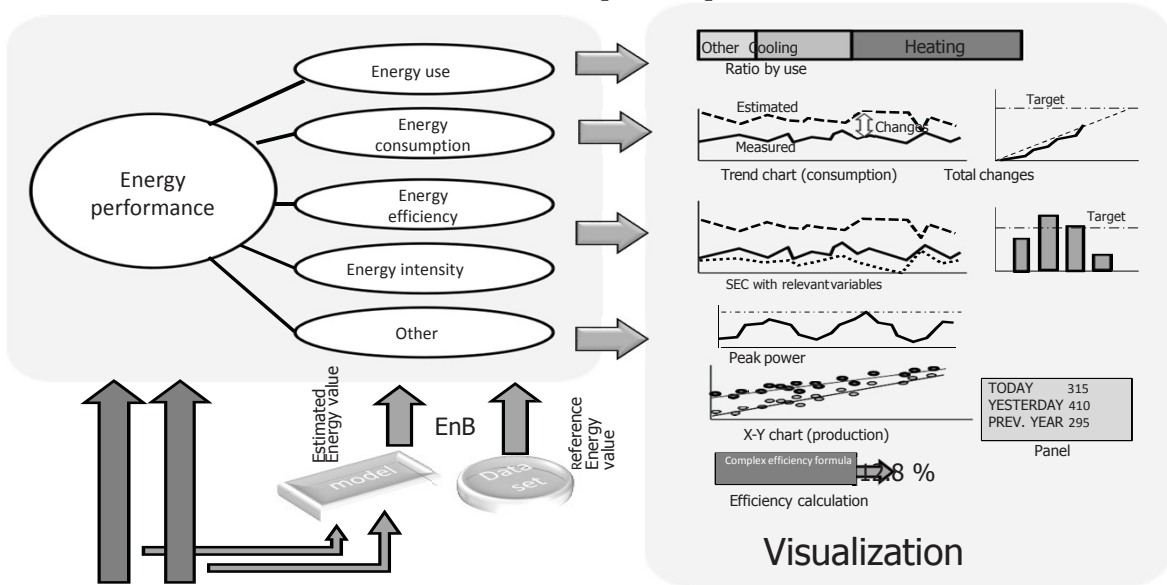 Energy
performance
Energy use
Energy
consumption
Energy
efficiency
Energy intensity
Other
Estimated
Energy value
EnB
Reference
Energy
value
model
Data
set
Other Cooling Heating
Ratio by use
Estimated
Changes
Measured
Trend chart (consumption)
Target
Total changes
SEC with relevantvariables
Target
Peak power
X-Y chart (production)
TODAY 315
YESTERDAY 410
PREV. YEAR 295
Panel
Complex efficiency formula
%
Efficiency calculation
Visualization